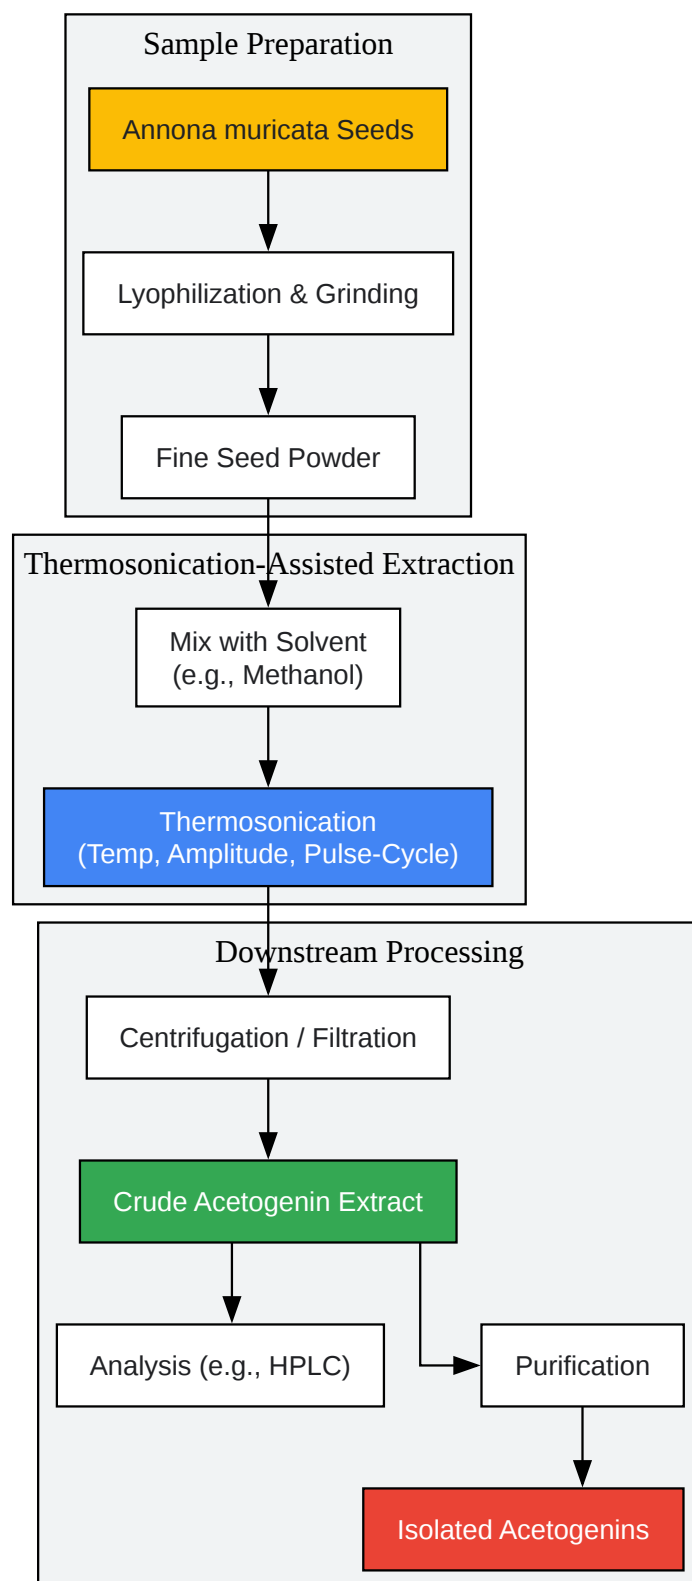 Sample Preparation
Annona muricata Seeds
Lyophilization & Grinding
Fine Seed Powder
Thermosonication-Assisted Extraction
Mix with Solvent
(e.g., Methanol)
Thermosonication
(Temp, Amplitude, Pulse-Cycle)
Downstream Processing
Centrifugation / Filtration
Crude Acetogenin Extract
Analysis (e.g., HPLC)
Purification
Isolated Acetogenins